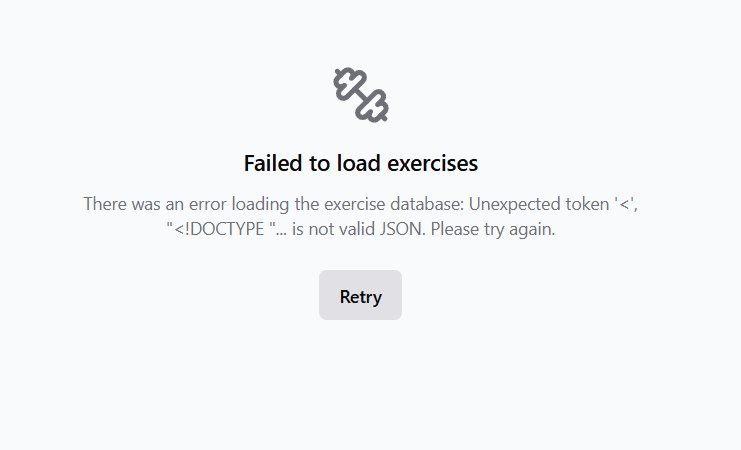 Failed to load exercises
There was an error loading the exercise database: Unexpected token '<',
"<!DOCTYPE "... is not valid JSON. Please try again.
Retry